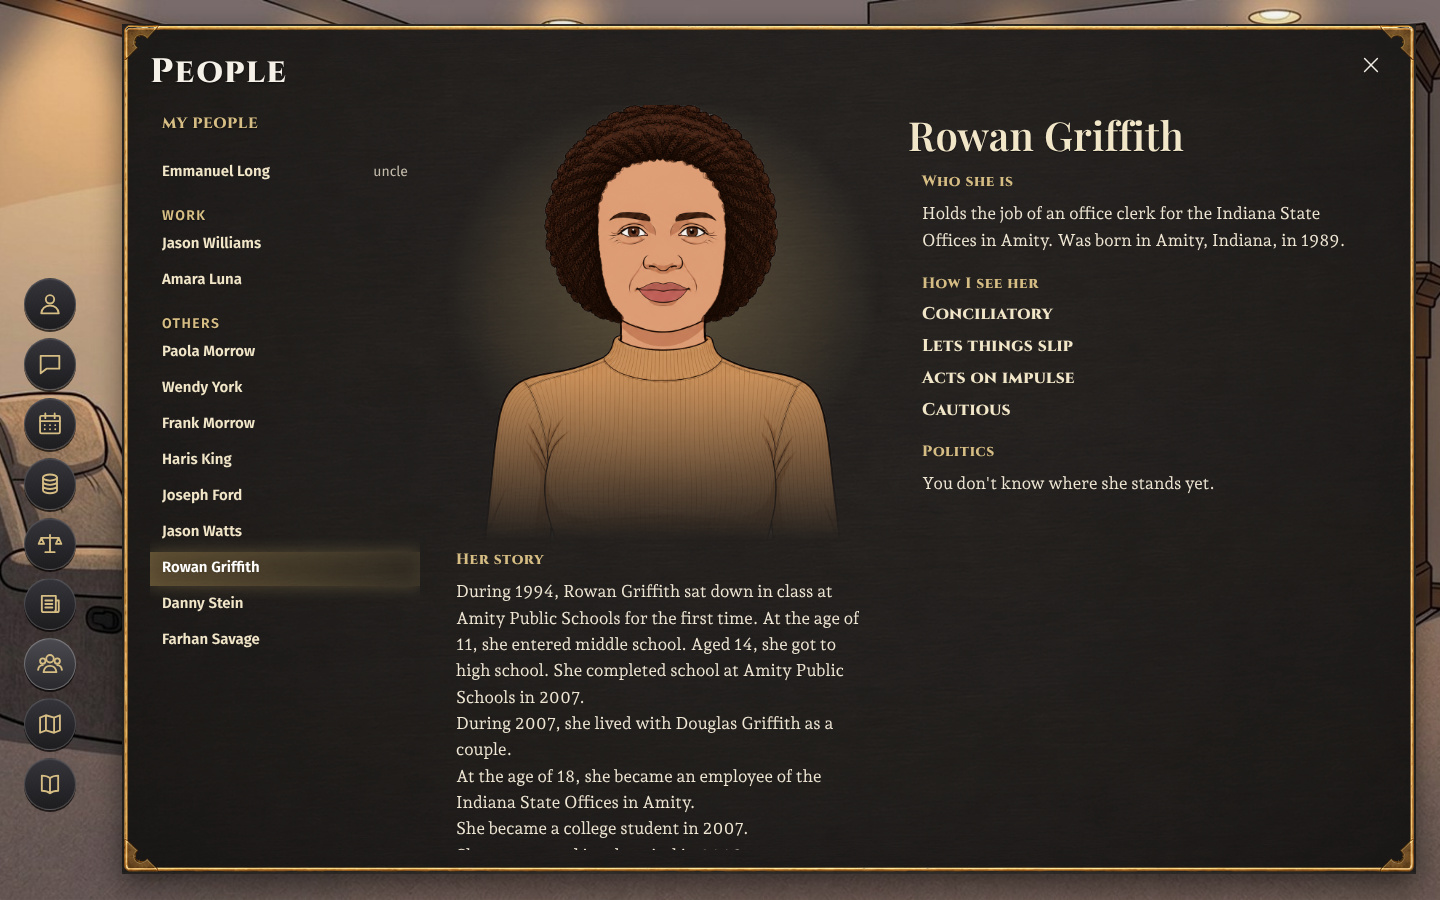 People
My People
Emmanuel Long uncle
WORK
Jason Williams
Amara Luna
OTHERS
Paola Morrow
Wendy York
Frank Morrow
Haris King
Joseph Ford
Jason Watts
Rowan Griffith
Danny Stein
Farhan Savage
Her story
During 1994, Rowan Griffith sat down in class at
Amity Public Schools for the first time. At the age of
11, she entered middle school. Aged 14, she got to
high school. She completed school at Amity Public
Schools in 2007.
During 2007, she lived with Douglas Griffith as a
couple.
At the age of 18, she became an employee of the
Indiana State Offices in Amity.
She became a college student in 2007.
Rowan Griffith
Who she is
Holds the job of an office clerk for the Indiana State
Offices in Amity. Was born in Amity, Indiana, in 1989.
How I see her
Conciliatory
Lets things slip
Acts on impulse
Cautious
Politics
You don't know where she stands yet.